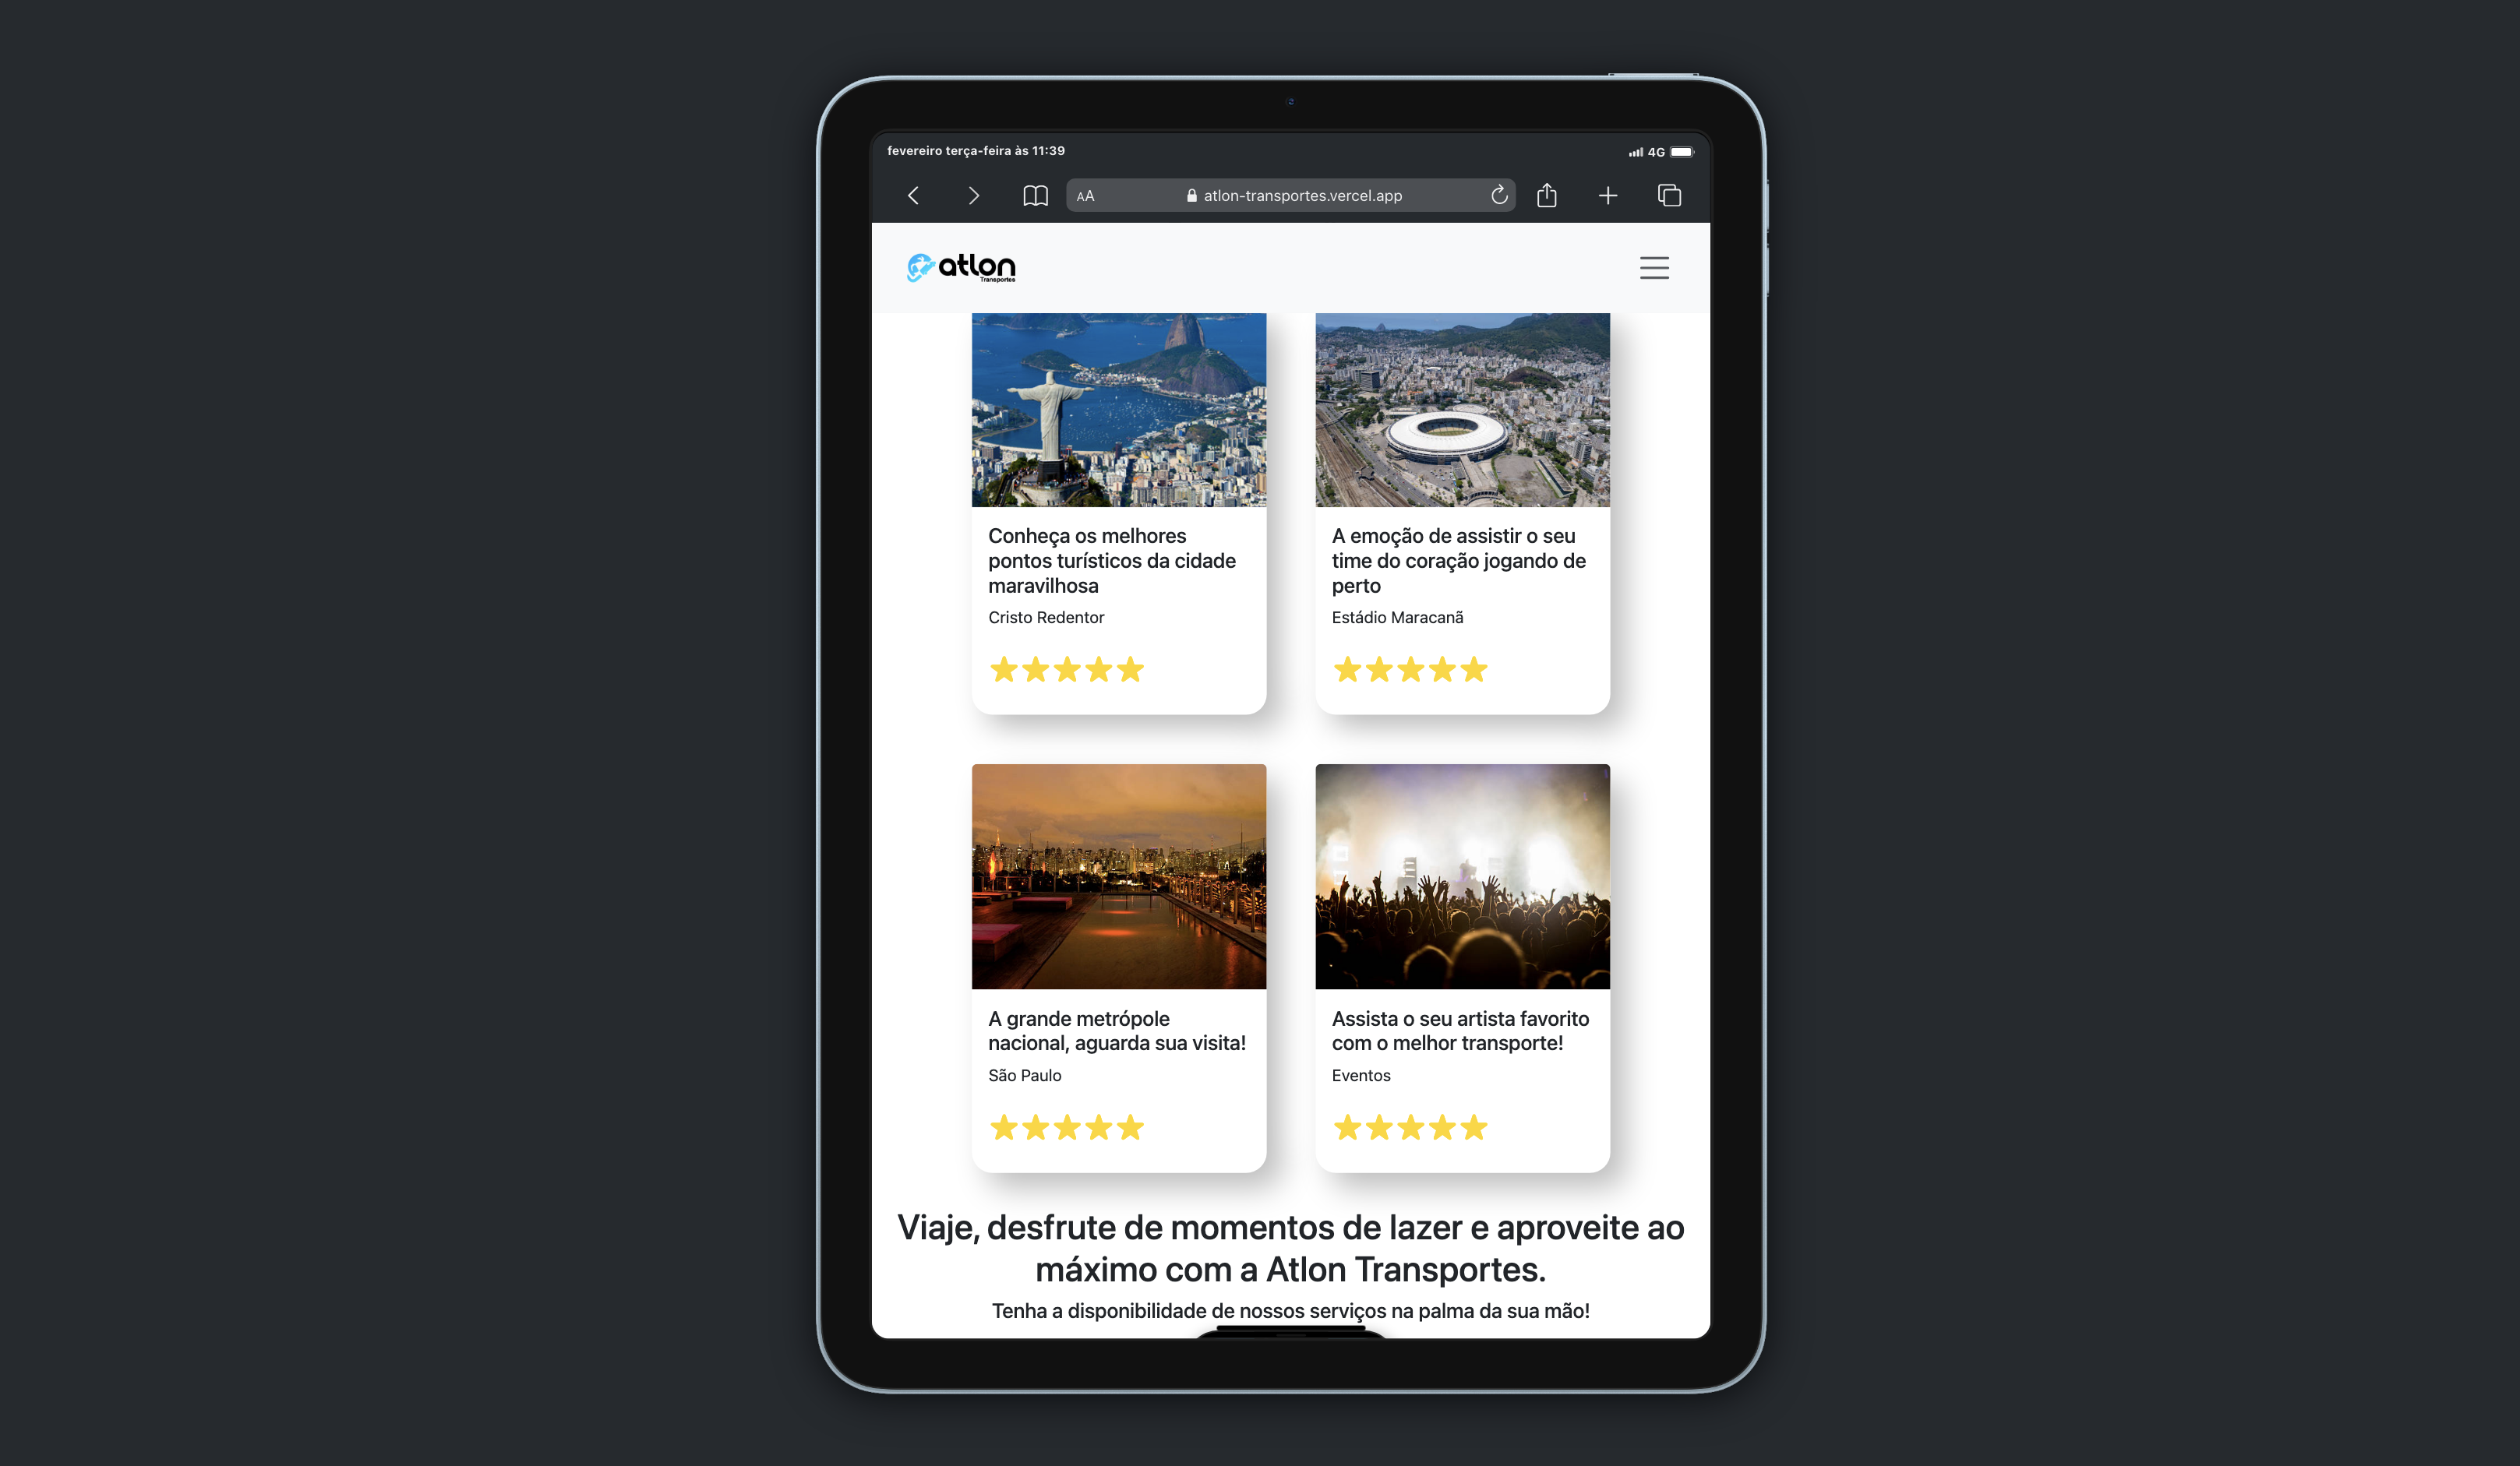 fevereiro terça-feira às 11:39
4G
AA
atlon-transportes.vercel.app
atlon
Transportes
Conheça os melhores
pontos turísticos da cidade
maravilhosa
Cristo Redentor
A emoção de assistir o seu
time do coração jogando de
perto
Estádio Maracanã
A grande metrópole
nacional, aguarda sua visita!
São Paulo
Assista o seu artista favorito
com o melhor transporte!
Eventos
Viaje, desfrute de momentos de lazer e aproveite ao
máximo com a Atlon Transportes.
Tenha a disponibilidade de nossos serviços na palma da sua mão!